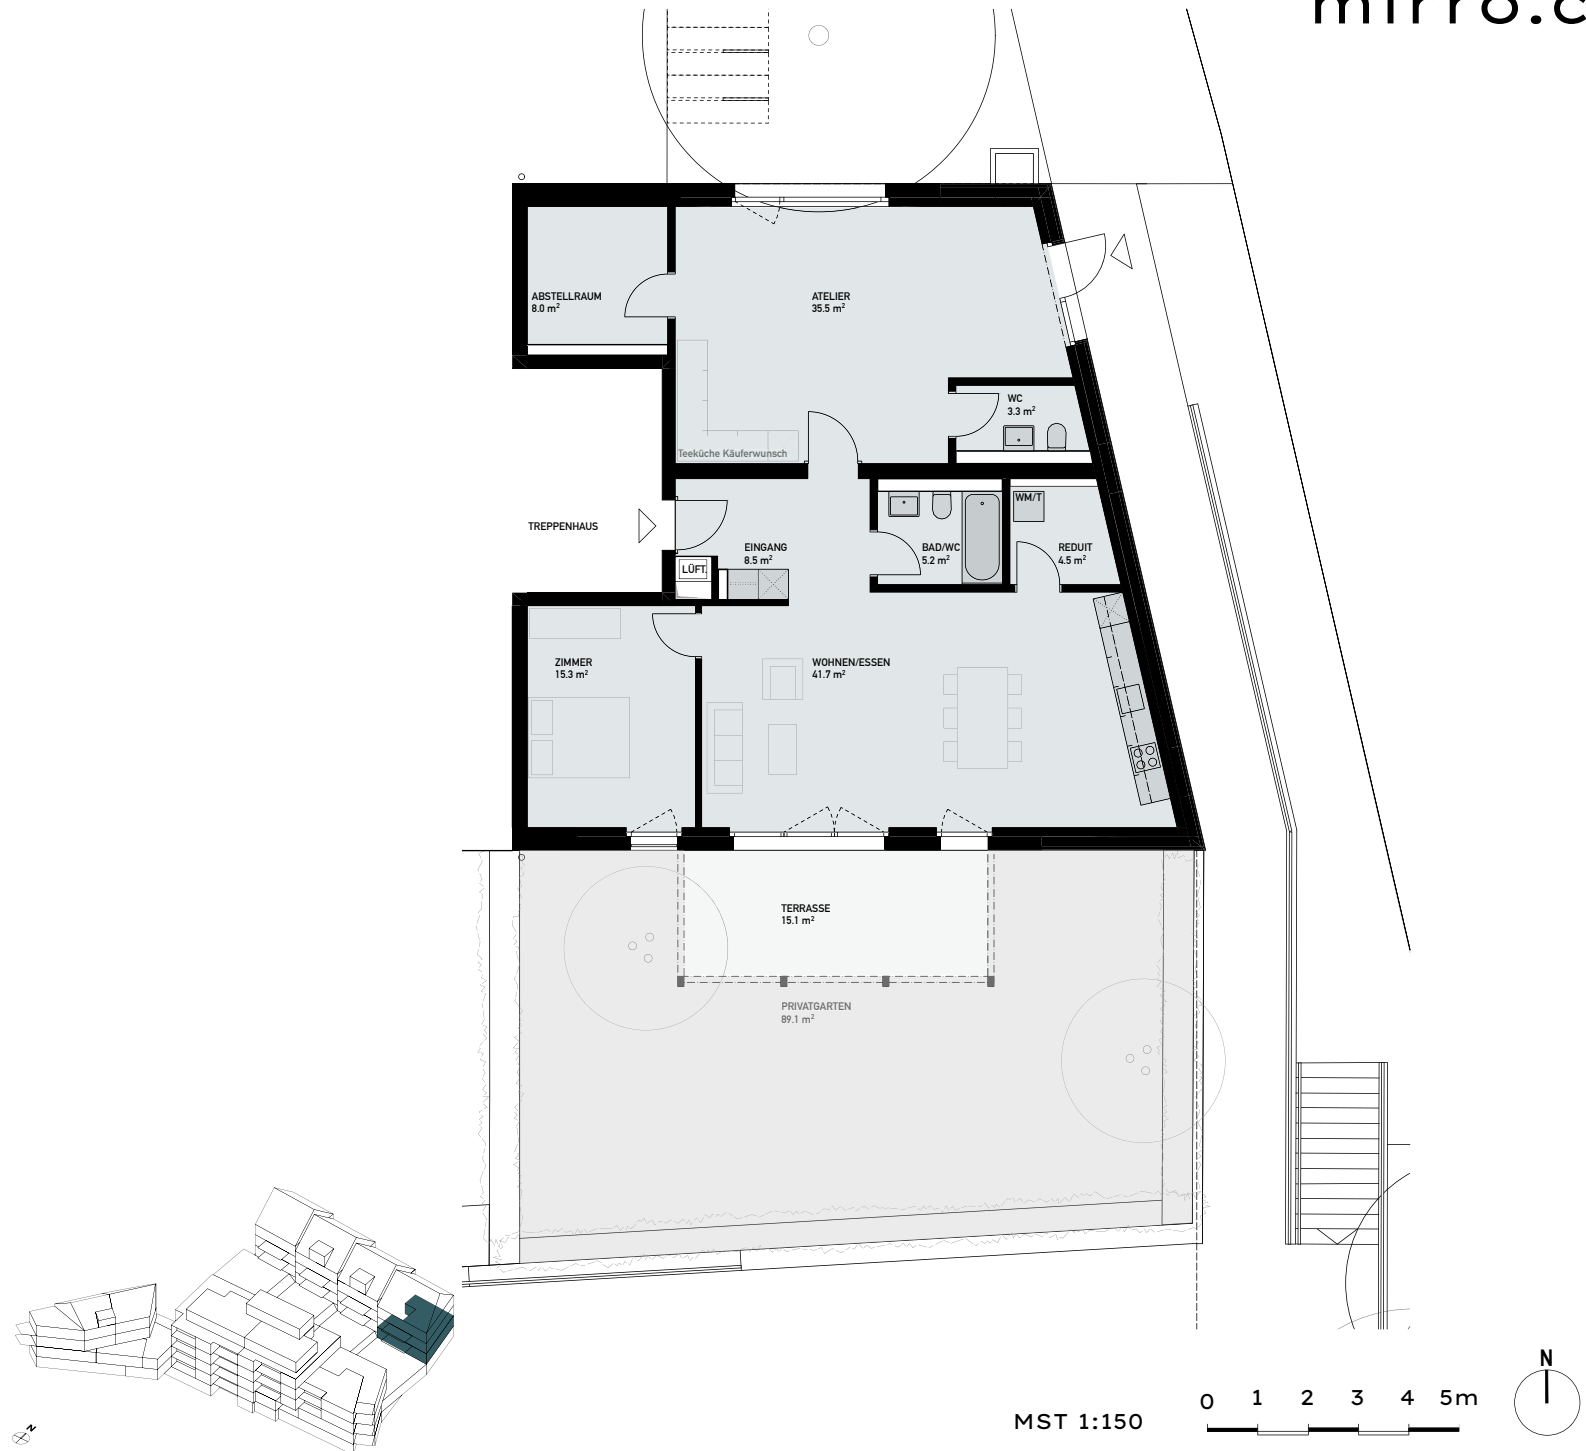 mirro.c
ABSTELLRAUM
8.0 m²
ATELIER
35.5 m²
WC
3.3 m²
Teeküche Käuferwunsch
TREPPENHAUS
EINGANG
8.5 m²
LÜFT.
BAD/WC
5.2 m²
WM/T
REDUIT
4.5 m²
ZIMMER
15.3 m²
WOHNEN/ESSEN
41.7 m²
TERRASSE
15.1 m²
PRIVATGARTEN
89.1 m²
N
MST 1:150
0 1 2 3 4 5m
N